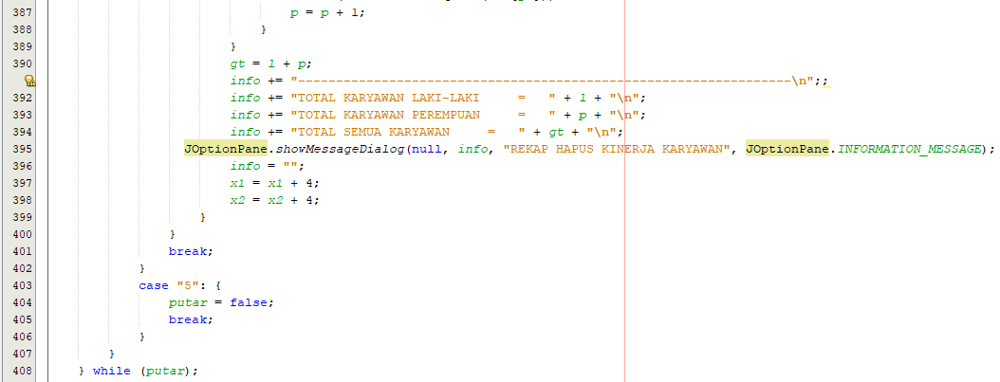 387 p = p + 1;
388 }
389 }
390 gt = l + p;
info += "-----------------------------------------------------------------\n";;
392 info += "TOTAL KARYAWAN LAKI-LAKI     =   " + l + "\n";
393 info += "TOTAL KARYAWAN PEREMPUAN     =   " + p + "\n";
394 info += "TOTAL SEMUA KARYAWAN     =   " + gt + "\n";
395 JOptionPane.showMessageDialog(null, info, "REKAP HAPUS KINERJA KARYAWAN", JOptionPane.INFORMATION_MESSAGE);
396 info = "";
397 x1 = x1 + 4;
398 x2 = x2 + 4;
399 }
400 }
401 break;
402 }
403 case "5": {
404 putar = false;
405 break;
406 }
407 }
408 } while (putar);